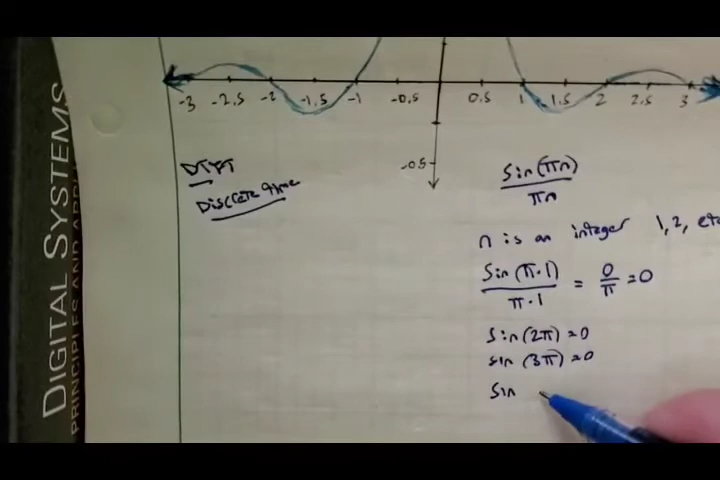 DIGITAL SYSTEMS
PRINCIPLES AND
-3 -2.5 -2 -1.5 -1 -0.5 0.5 1 1.5 2 2.5 3
-0.5
DTFT
Discrete time
sin(πn)
πn
n is an integer 1, 2, etc
sin(π·1)
π·1
= 0/π = 0
sin(2π) = 0
sin(3π) = 0
sin